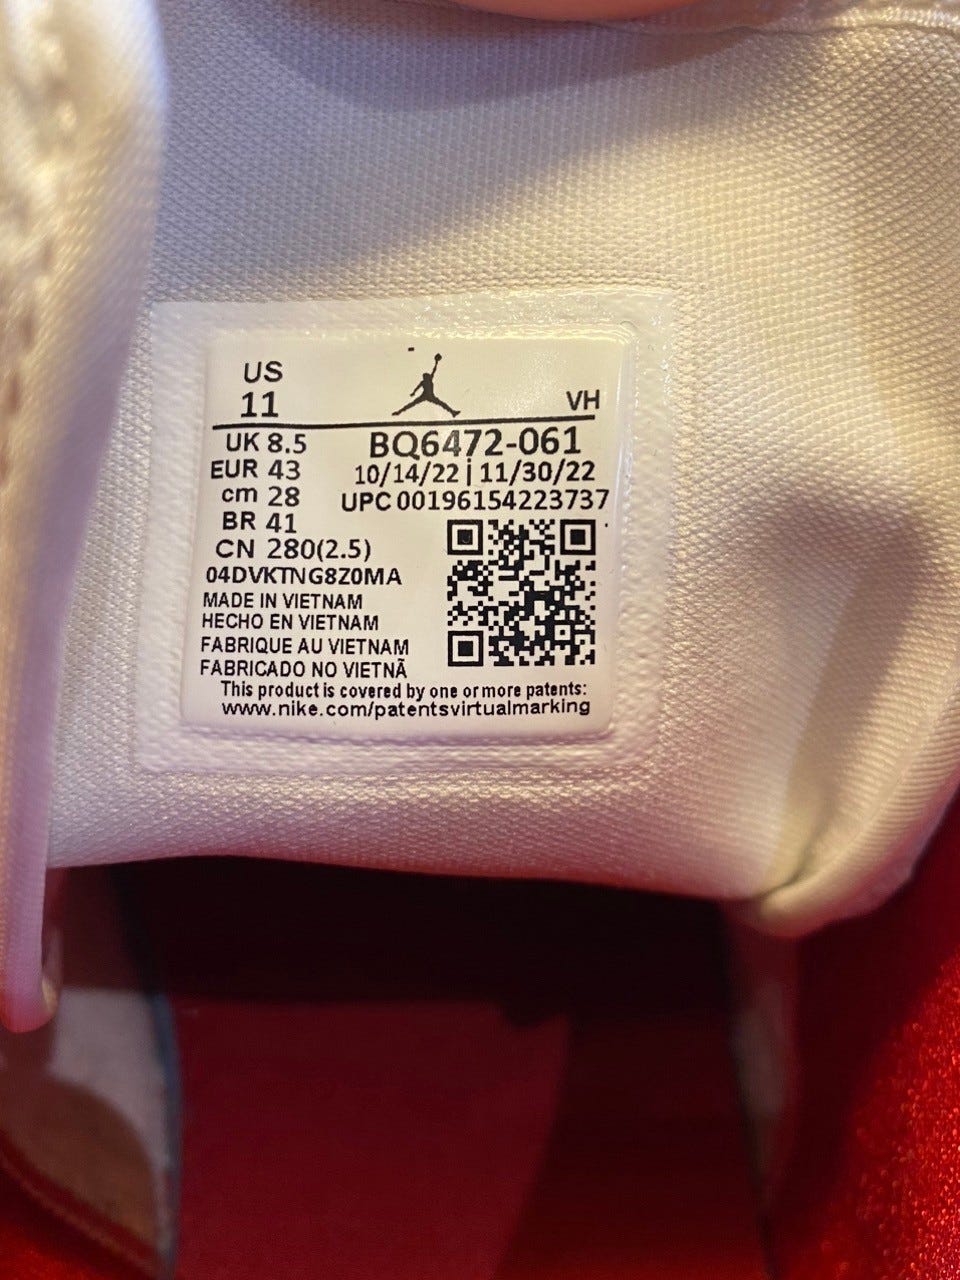 US
11
VH
UK 8.5
BQ6472-061
EUR 43
10/14/22 | 11/30/22
cm 28
UPC 00196154223737
BR 41
CN 280(2.5)
04DVKTNG8Z0MA
MADE IN VIETNAM
HECHO EN VIETNAM
FABRIQUE AU VIETNAM
FABRICADO NO VIETNÃ
This product is covered by one or more patents:
www.nike.com/patentsvirtualmarking